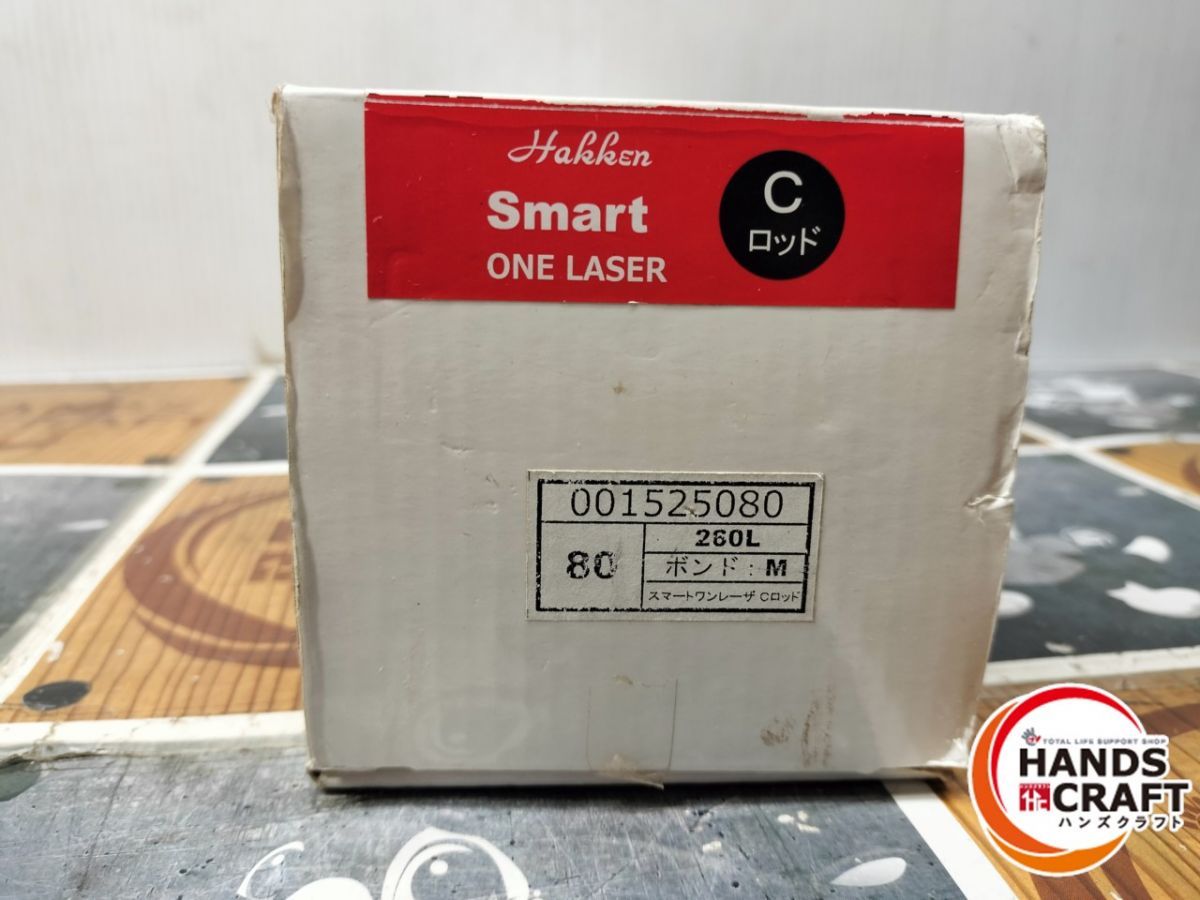 Hakken
Smart
ONE LASER
C
ロッド
001525080
80
260L
ボンド：M
スマートワンレーザ Cロッド
TOTAL LIFE SUPPORT SHOP
HANDS
CRAFT
ハンズクラフト